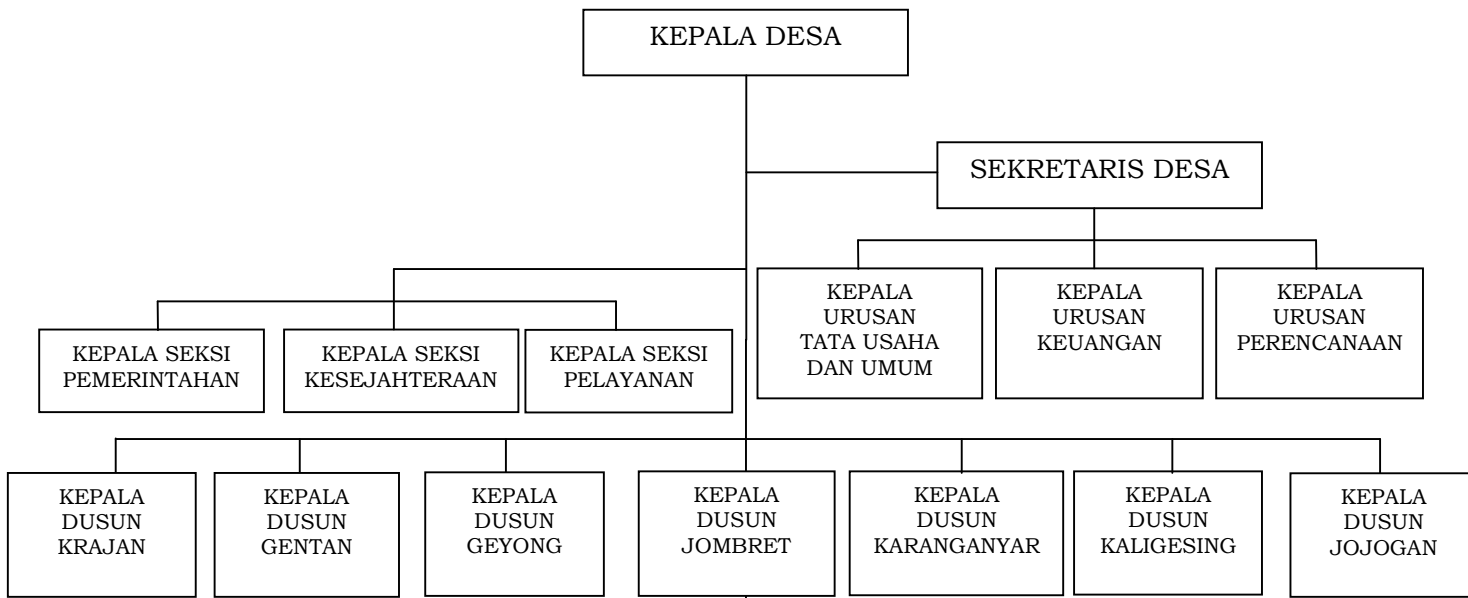 KEPALA DESA
SEKRETARIS DESA
KEPALA
URUSAN
TATA USAHA
DAN UMUM
KEPALA
URUSAN
KEUANGAN
KEPALA
URUSAN
PERENCANAAN
KEPALA SEKSI
PEMERINTAHAN
KEPALA SEKSI
KESEJAHTERAAN
KEPALA SEKSI
PELAYANAN
KEPALA
DUSUN
KRAJAN
KEPALA
DUSUN
GENTAN
KEPALA
DUSUN
GEYONG
KEPALA
DUSUN
JOMBRET
KEPALA
DUSUN
KARANGANYAR
KEPALA
DUSUN
KALIGESING
KEPALA
DUSUN
JOJOGAN